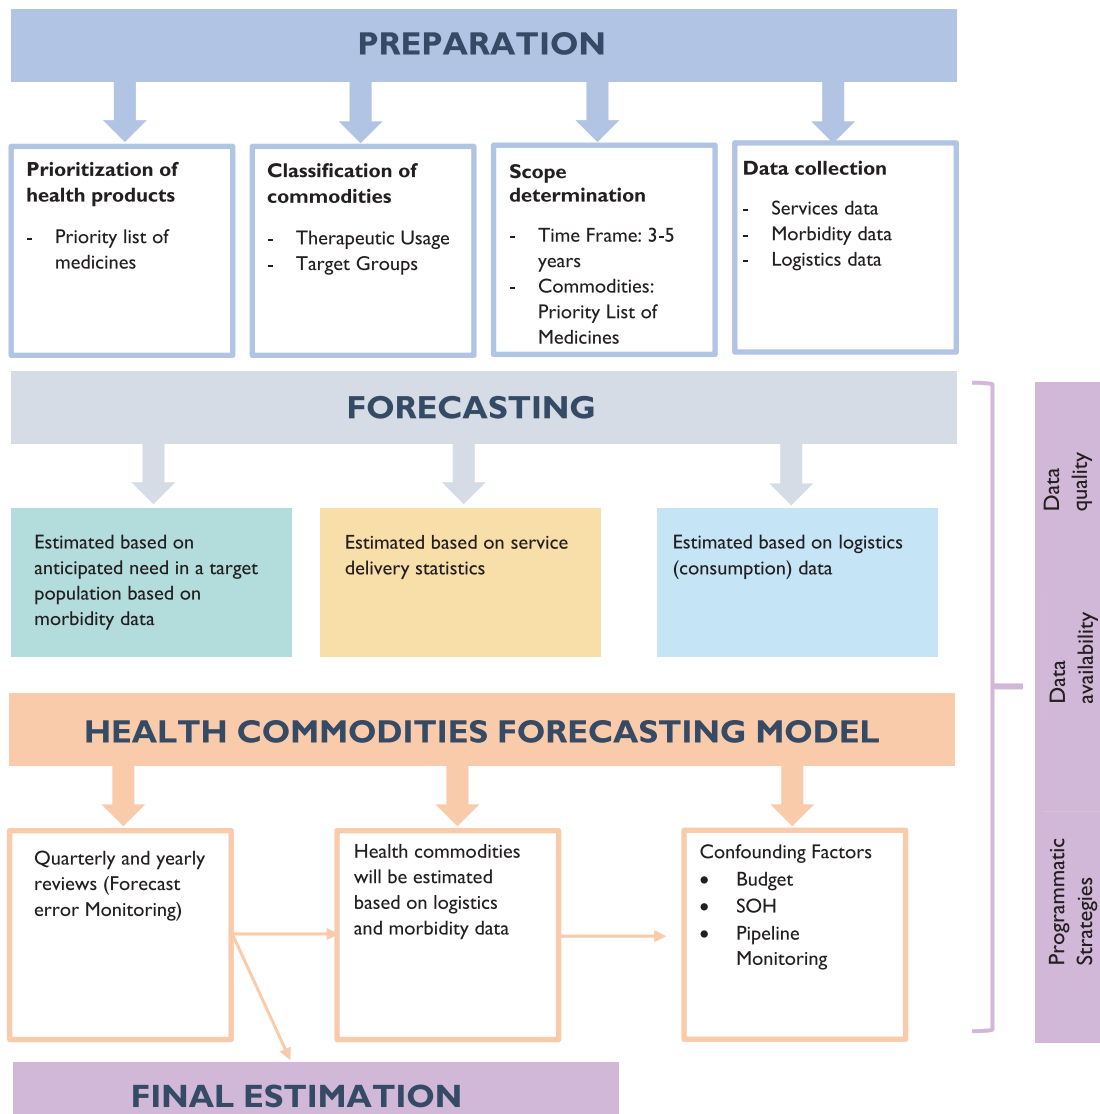 PREPARATION
Prioritization of
health products
- Priority list of
medicines
Classification of
commodities
- Therapeutic Usage
- Target Groups
Scope
determination
- Time Frame: 3-5
years
- Commodities:
Priority List of
Medicines
Data collection
- Services data
- Morbidity data
- Logistics data
FORECASTING
Estimated based on
anticipated need in a target
population based on
morbidity data
Estimated based on service
delivery statistics
Estimated based on logistics
(consumption) data
HEALTH COMMODITIES FORECASTING MODEL
Quarterly and yearly
reviews (Forecast
error Monitoring)
Health commodities
will be estimated
based on logistics
and morbidity data
Confounding Factors
• Budget
• SOH
• Pipeline
Monitoring
FINAL ESTIMATION
Data
quality
Data
availability
Programmatic
Strategies